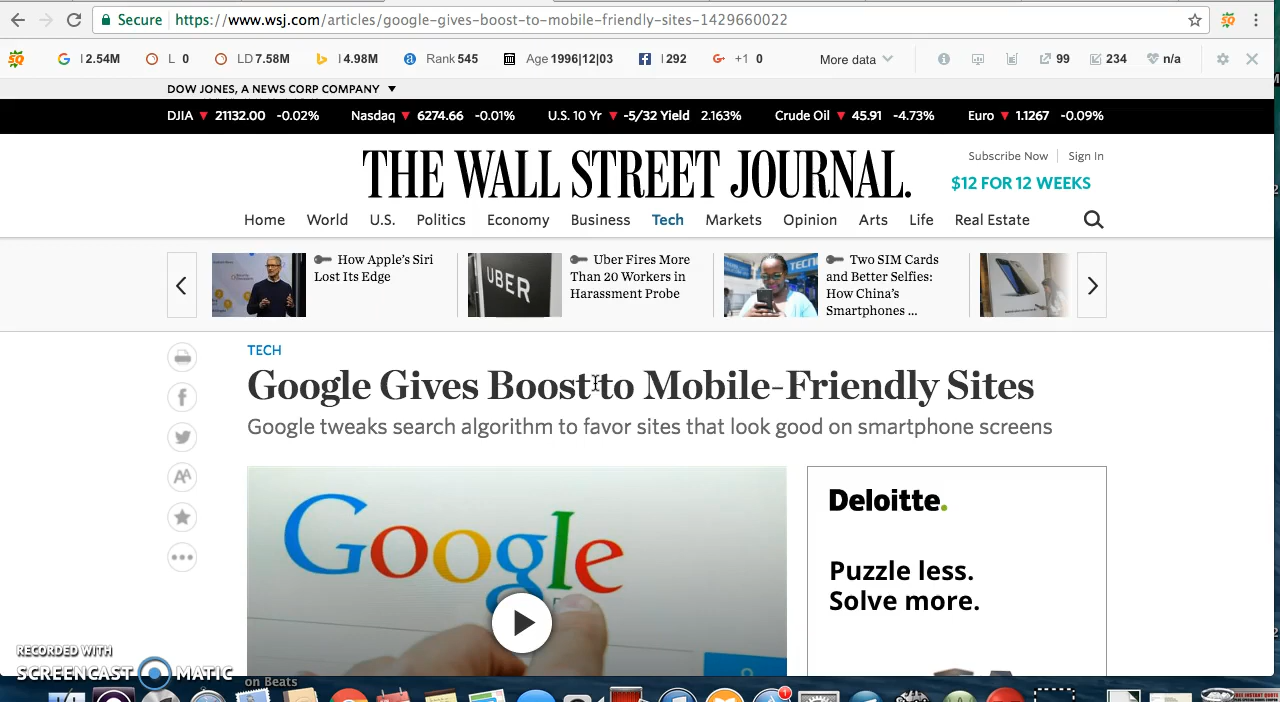 Secure https://www.wsj.com/articles/google-gives-boost-to-mobile-friendly-sites-1429660022
I 2.54M L 0 LD 7.58M I 4.98M Rank 545 Age 1996|12|03 I 292 +1 0 More data 99 234 n/a
DOW JONES, A NEWS CORP COMPANY
DJIA 21132.00 -0.02% Nasdaq 6274.66 -0.01% U.S. 10 Yr -5/32 Yield 2.163% Crude Oil 45.91 -4.73% Euro 1.1267 -0.09%
THE WALL STREET JOURNAL.
Subscribe Now Sign In
$12 FOR 12 WEEKS
Home World U.S. Politics Economy Business Tech Markets Opinion Arts Life Real Estate
How Apple's Siri
Lost Its Edge
UBER
Uber Fires More
Than 20 Workers in
Harassment Probe
Two SIM Cards
and Better Selfies:
How China's
Smartphones ...
TECH
Google Gives Boost to Mobile-Friendly Sites
Google tweaks search algorithm to favor sites that look good on smartphone screens
AA
Google
Deloitte.
Puzzle less.
Solve more.
RECORDED WITH
SCREENCAST MATIC
on Beats
1